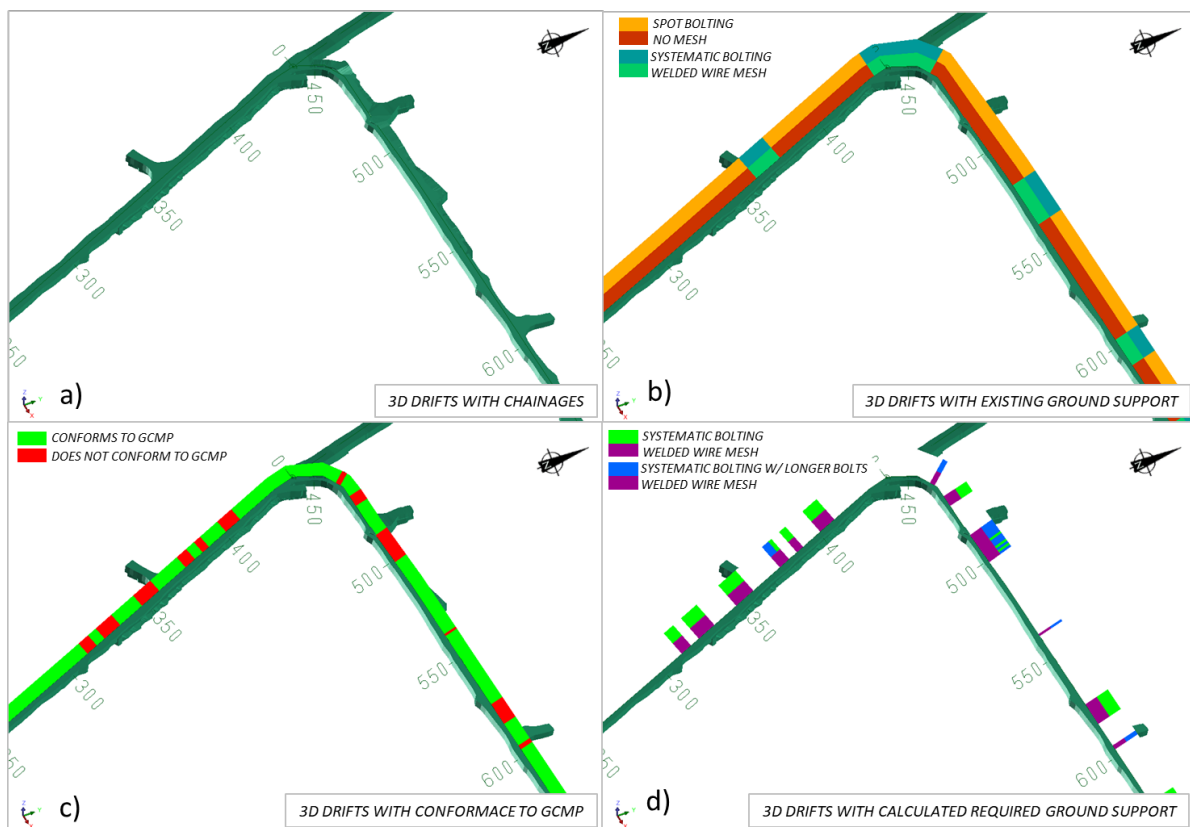 0
450
400
500
350
550
300
600
250
Z
Y
X
a)
3D DRIFTS WITH CHAINAGES
SPOT BOLTING
NO MESH
SYSTEMATIC BOLTING
WELDED WIRE MESH
0
450
400
500
350
550
300
600
Z
Y
X
b)
3D DRIFTS WITH EXISTING GROUND SUPPORT
CONFORMS TO GCMP
DOES NOT CONFORM TO GCMP
0
450
400
500
350
550
300
600
Z
Y
X
c)
3D DRIFTS WITH CONFORMACE TO GCMP
SYSTEMATIC BOLTING
WELDED WIRE MESH
SYSTEMATIC BOLTING W/ LONGER BOLTS
WELDED WIRE MESH
0
450
400
500
350
550
300
600
Z
Y
X
d)
3D DRIFTS WITH CALCULATED REQUIRED GROUND SUPPORT